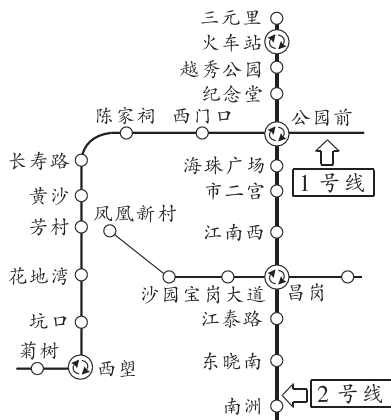 三元里
火车站
越秀公园
纪念堂
陈家祠
西门口
公园前
长寿路
海珠广场
1号线
黄沙
市二宫
凤凰新村
芳村
江南西
花地湾
沙园
宝岗大道
昌岗
坑口
江泰路
菊树
西塱
东晓南
南洲
2号线